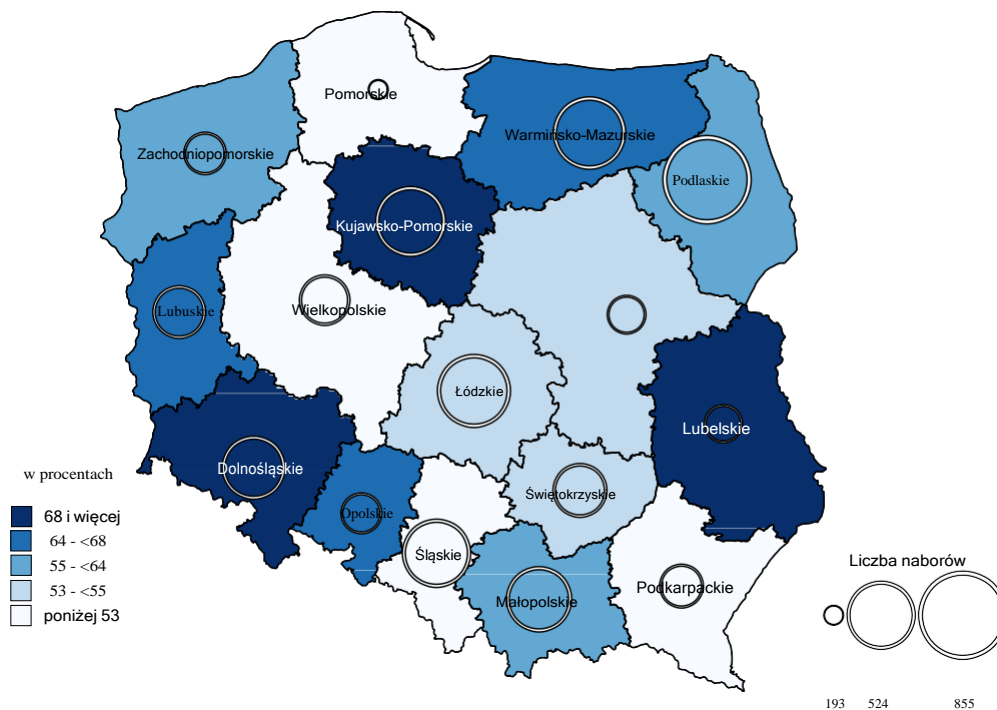 Pomorskie
Warmińsko-Mazurskie
Zachodniopomorskie
Podlaskie
Kujawsko-Pomorskie
Lubuskie
Wielkopolskie
Łódzkie
Lubelskie
Dolnośląskie
w procentach
Świętokrzyskie
68 i więcej
Opolskie
64 - <68
Śląskie
55 - <64
Liczba naborów
53 - <55
Małopolskie
Podkarpackie
poniżej 53
193 524 855